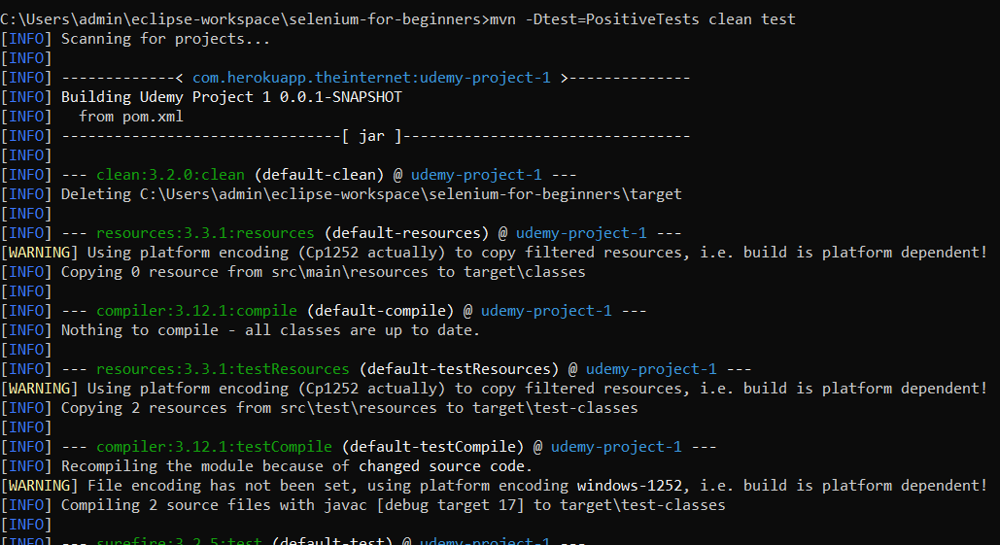 C:\Users\admin\eclipse-workspace\selenium-for-beginners>mvn -Dtest=PositiveTests clean test
[INFO] Scanning for projects...
[INFO]
[INFO] -------------< com.herokuapp.theinternet:udemy-project-1 >--------------
[INFO] Building Udemy Project 1 0.0.1-SNAPSHOT
[INFO]   from pom.xml
[INFO] --------------------------------[ jar ]---------------------------------
[INFO]
[INFO] --- clean:3.2.0:clean (default-clean) @ udemy-project-1 ---
[INFO] Deleting C:\Users\admin\eclipse-workspace\selenium-for-beginners\target
[INFO]
[INFO] --- resources:3.3.1:resources (default-resources) @ udemy-project-1 ---
[WARNING] Using platform encoding (Cp1252 actually) to copy filtered resources, i.e. build is platform dependent!
[INFO] Copying 0 resource from src\main\resources to target\classes
[INFO]
[INFO] --- compiler:3.12.1:compile (default-compile) @ udemy-project-1 ---
[INFO] Nothing to compile - all classes are up to date.
[INFO]
[INFO] --- resources:3.3.1:testResources (default-testResources) @ udemy-project-1 ---
[WARNING] Using platform encoding (Cp1252 actually) to copy filtered resources, i.e. build is platform dependent!
[INFO] Copying 2 resources from src\test\resources to target\test-classes
[INFO]
[INFO] --- compiler:3.12.1:testCompile (default-testCompile) @ udemy-project-1 ---
[INFO] Recompiling the module because of changed source code.
[WARNING] File encoding has not been set, using platform encoding windows-1252, i.e. build is platform dependent!
[INFO] Compiling 2 source files with javac [debug target 17] to target\test-classes
[INFO]
[INFO] --- surefire:3.2.5:test (default-test) @ udemy-project-1 ---